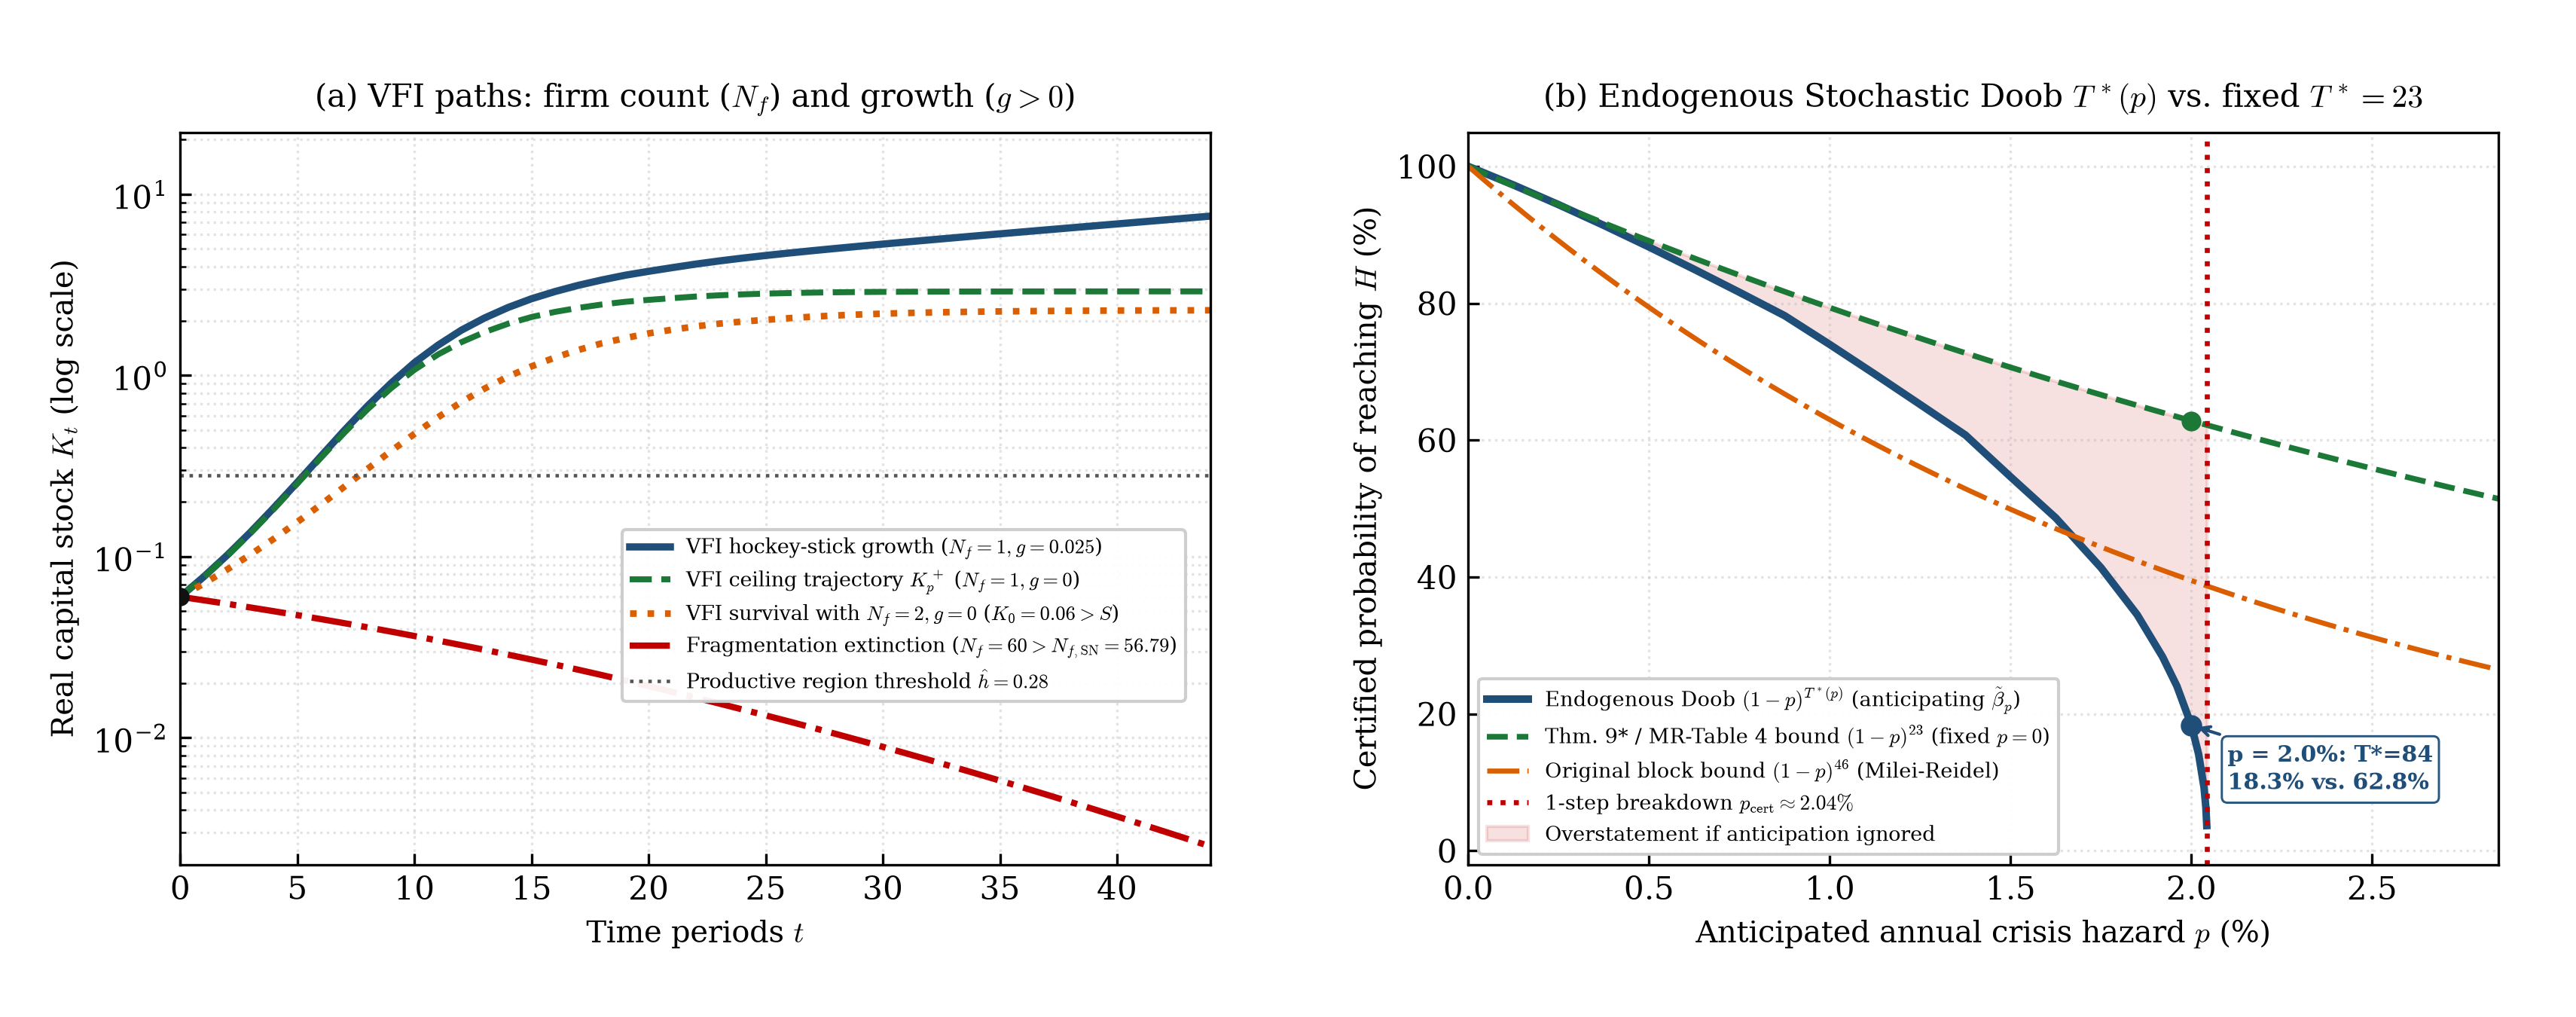 (a) VFI paths: firm count (N_f) and growth (g > 0)
Real capital stock K_t (log scale)
10^1
10^0
10^−1
10^−2
VFI hockey-stick growth (N_f = 1, g = 0.025)
VFI ceiling trajectory K_p^+ (N_f = 1, g = 0)
VFI survival with N_f = 2, g = 0 (K_0 = 0.06 > S)
Fragmentation extinction (N_f = 60 > N_{f,SN} = 56.79)
Productive region threshold ĥ = 0.28
0 5 10 15 20 25 30 35 40
Time periods t
(b) Endogenous Stochastic Doob T*(p) vs. fixed T* = 23
Certified probability of reaching H (%)
100
80
60
40
20
0
Endogenous Doob (1 − p)^{T*(p)} (anticipating β̃_p)
Thm. 9* / MR-Table 4 bound (1 − p)^{23} (fixed p = 0)
Original block bound (1 − p)^{46} (Milei-Reidel)
1-step breakdown p_cert ≈ 2.04%
Overstatement if anticipation ignored
p = 2.0%: T*=84
18.3% vs. 62.8%
0.0 0.5 1.0 1.5 2.0 2.5
Anticipated annual crisis hazard p (%)